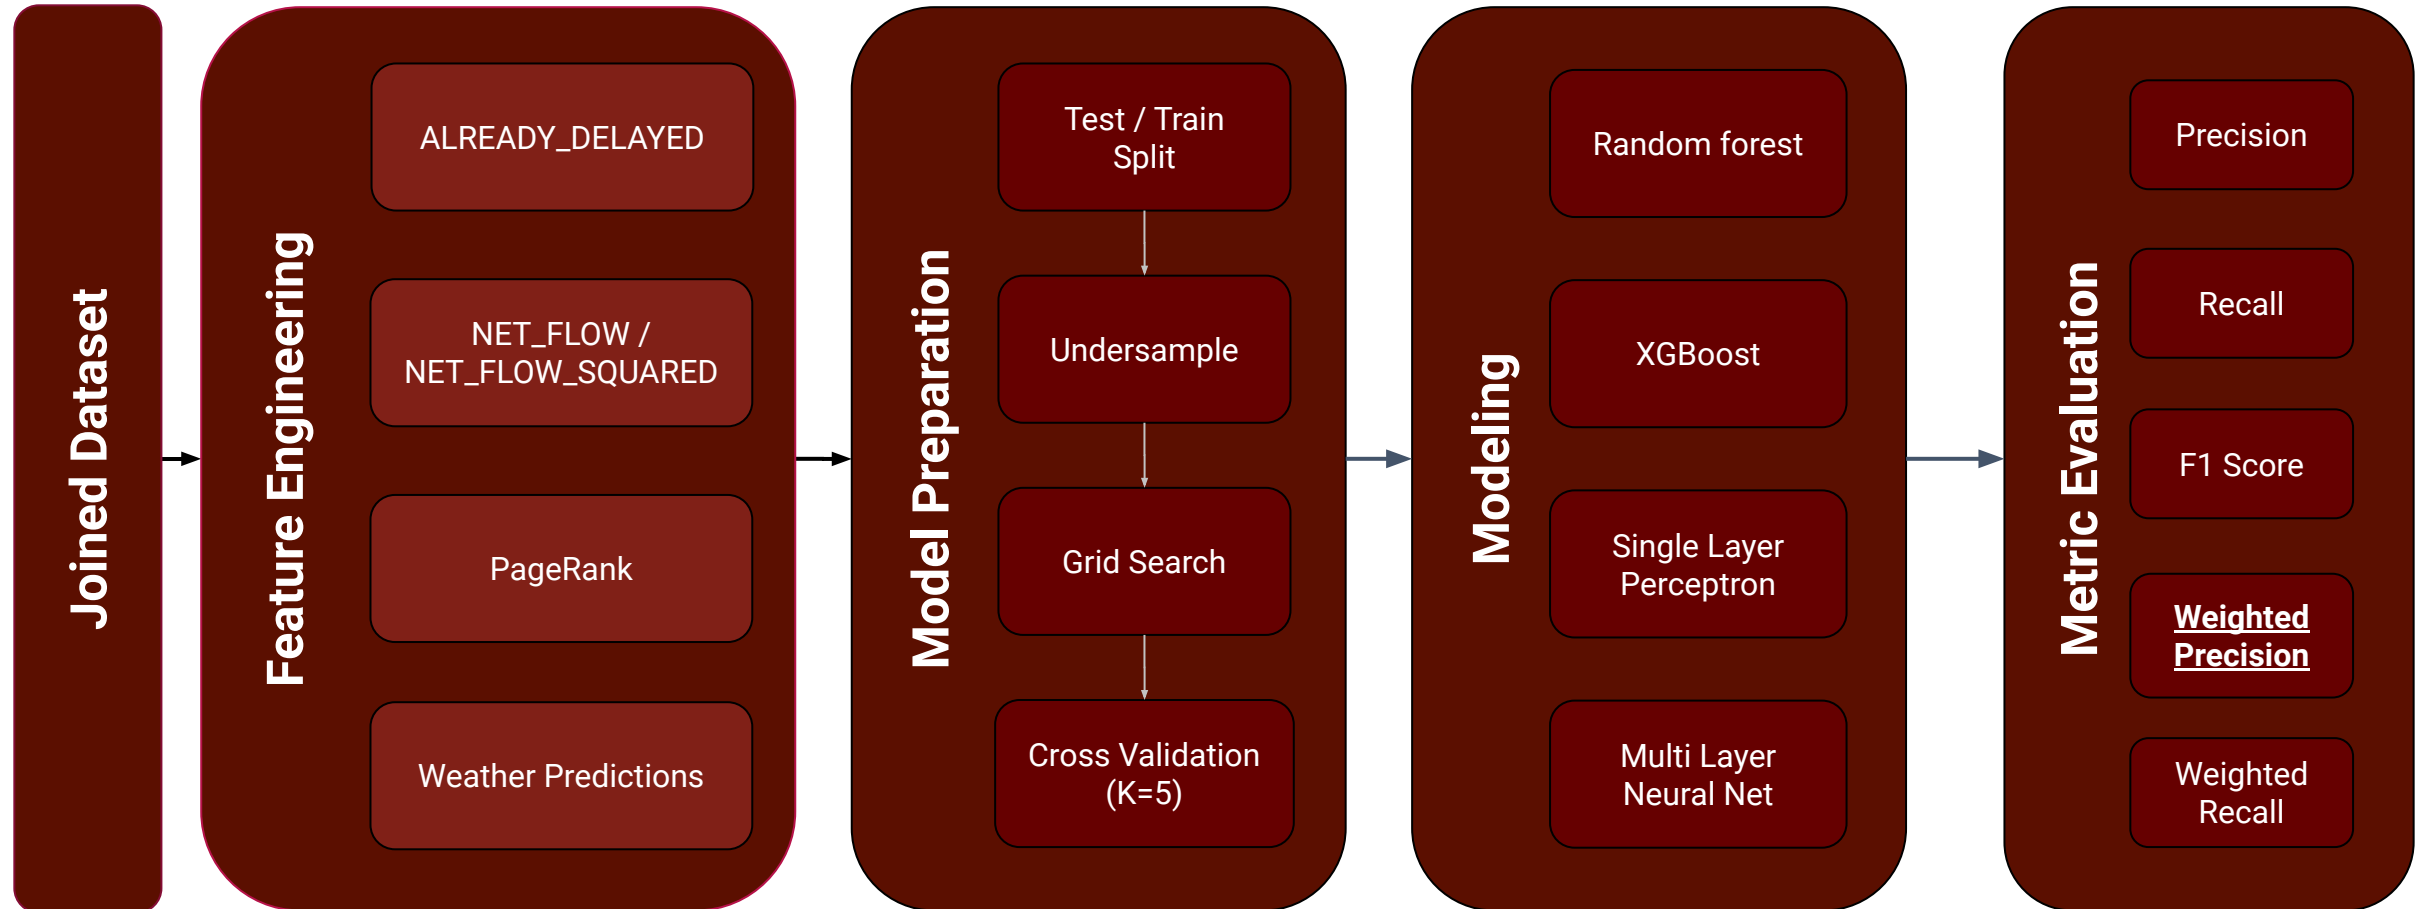 Joined Dataset
Feature Engineering
ALREADY_DELAYED
NET_FLOW /
NET_FLOW_SQUARED
PageRank
Weather Predictions
Model Preparation
Test / Train
Split
Undersample
Grid Search
Cross Validation
(K=5)
Modeling
Random forest
XGBoost
Single Layer
Perceptron
Multi Layer
Neural Net
Metric Evaluation
Precision
Recall
F1 Score
Weighted
Precision
Weighted
Recall